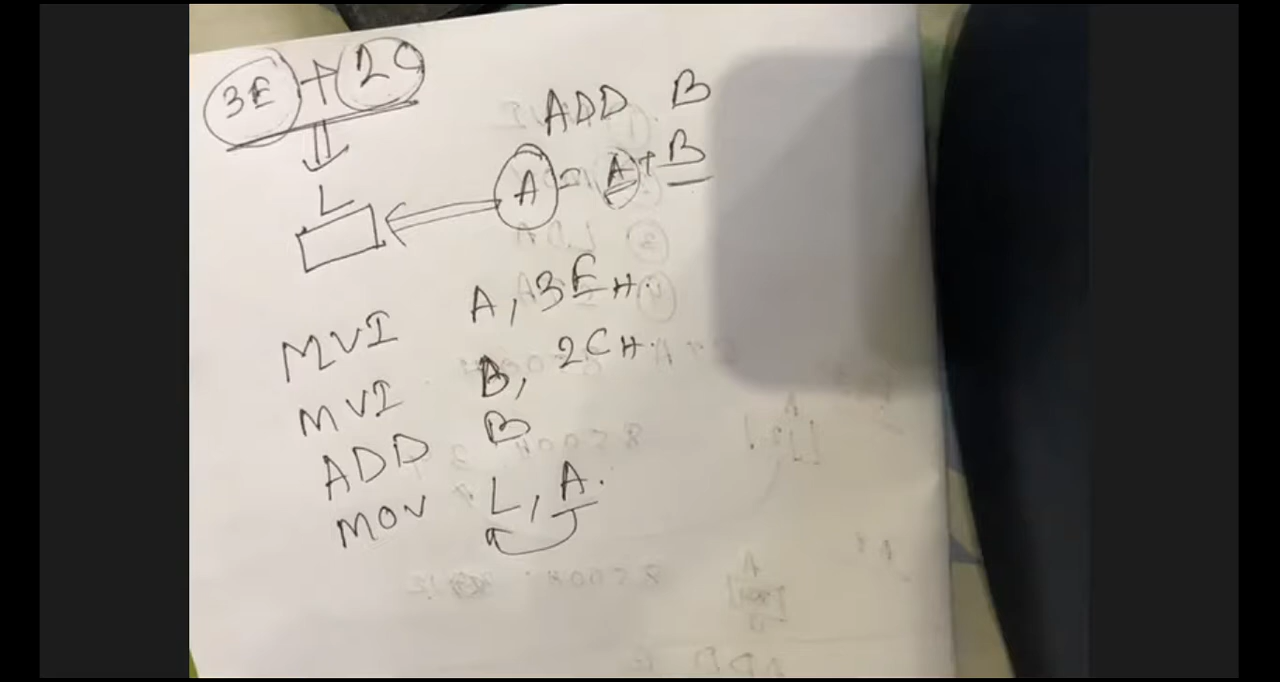 3E + 2C
ADD B
A = A + B
L
MVI A, 3EH.
MVI B, 2CH.
ADD B
MOV L, A.